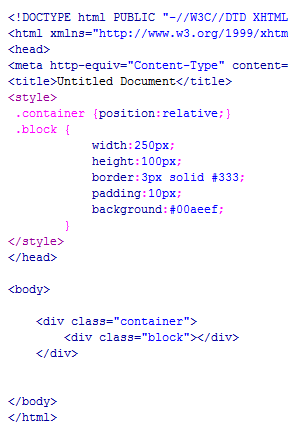 <!DOCTYPE html PUBLIC "-//W3C//DTD XHTML
<html xmlns="http://www.w3.org/1999/xhtm
<head>
<meta http-equiv="Content-Type" content=
<title>Untitled Document</title>
<style>
.container {position:relative;}
.block {
width:250px;
height:100px;
border:3px solid #333;
padding:10px;
background:#00aeef;
}
</style>
</head>
<body>
<div class="container">
<div class="block"></div>
</div>
</body>
</html>